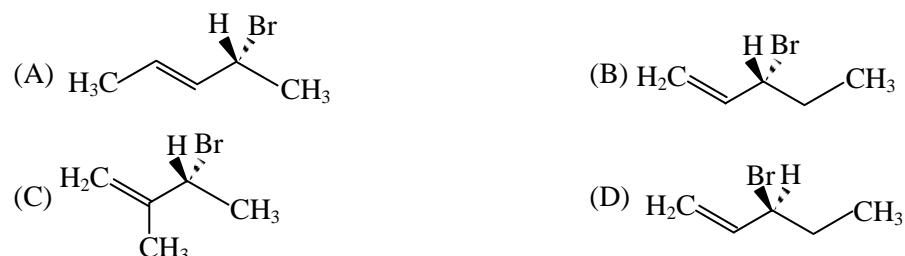 (A) H3C H Br CH3
(B) H2C H Br CH3
(C) H2C H Br CH3 CH3
(D) H2C Br H CH3